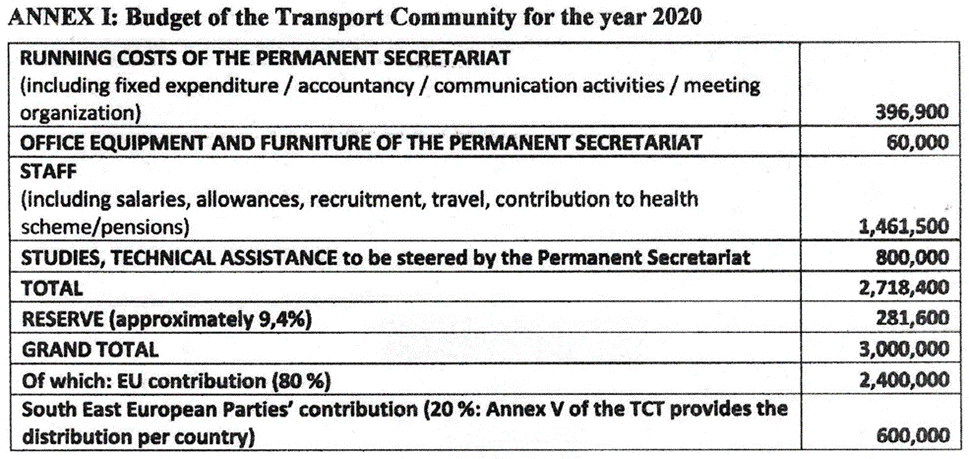 ANNEX I: Budget of the Transport Community for the year 2020
RUNNING COSTS OF THE PERMANENT SECRETARIAT
(including fixed expenditure / accountancy / communication activities / meeting
organization) 396,900
OFFICE EQUIPMENT AND FURNITURE OF THE PERMANENT SECRETARIAT 60,000
STAFF
(including salaries, allowances, recruitment, travel, contribution to health
scheme/pensions) 1,461,500
STUDIES, TECHNICAL ASSISTANCE to be steered by the Permanent Secretariat 800,000
TOTAL 2,718,400
RESERVE (approximately 9,4%) 281,600
GRAND TOTAL 3,000,000
Of which: EU contribution (80 %) 2,400,000
South East European Parties' contribution (20 %: Annex V of the TCT provides the
distribution per country) 600,000